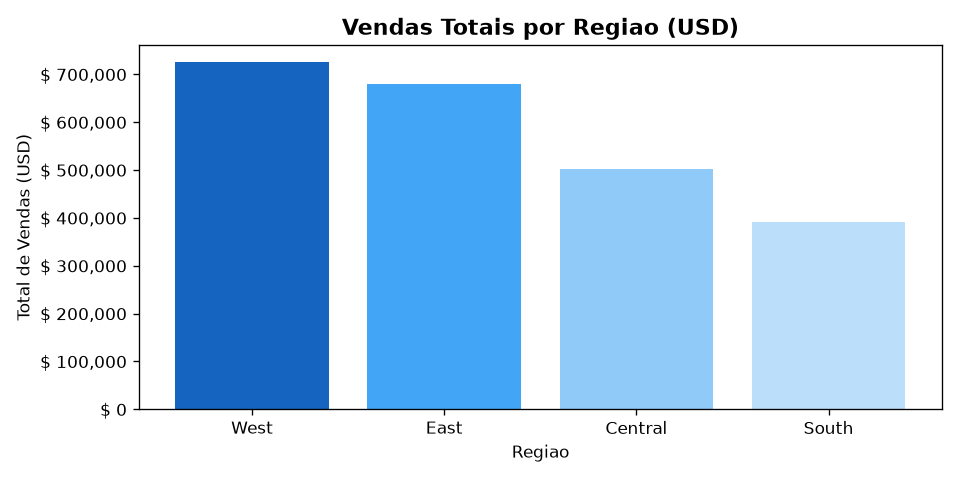 Vendas Totais por Regiao (USD)
Total de Vendas (USD)
$ 700,000
$ 600,000
$ 500,000
$ 400,000
$ 300,000
$ 200,000
$ 100,000
$ 0
West East Central South
Regiao